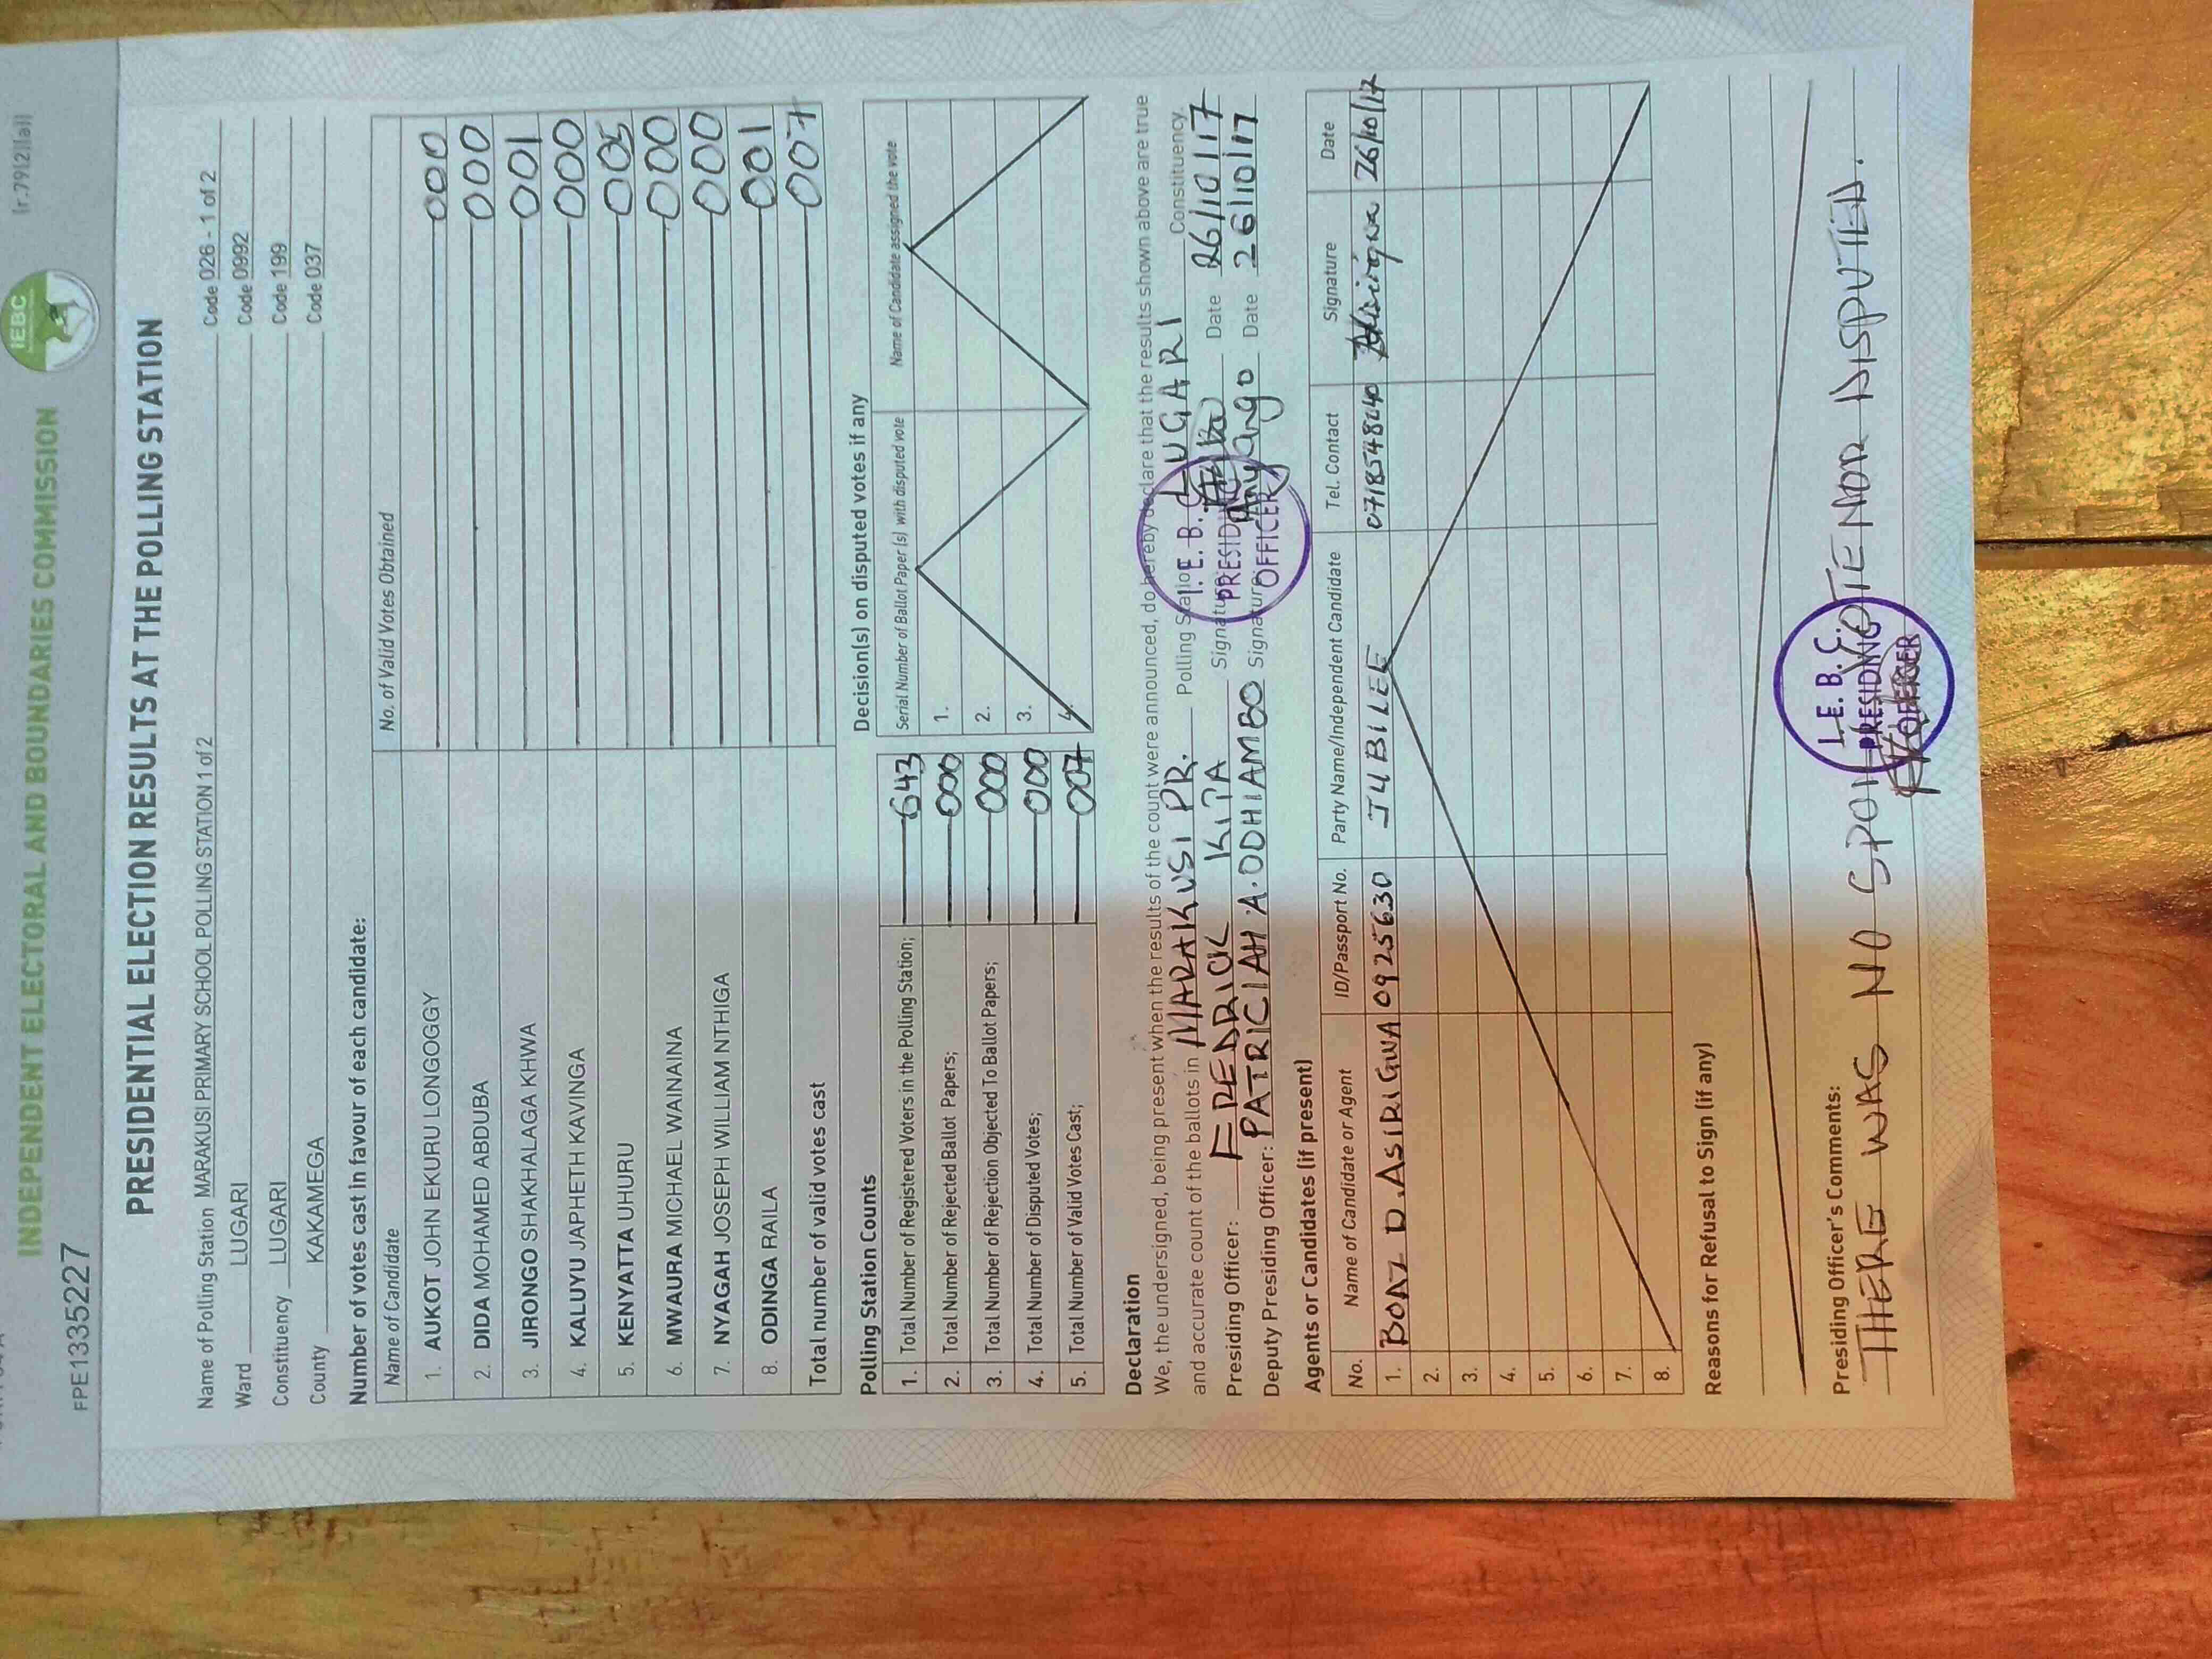 (r.79(2)(a))
IEBC
INDEPENDENT ELECTORAL AND BOUNDARIES COMMISSION
FPE1335227
PRESIDENTIAL ELECTION RESULTS AT THE POLLING STATION
Name of Polling Station MARAKUSI PRIMARY SCHOOL POLLING STATION 1 of 2 Code 026 - 1 of 2
Ward LUGARI Code 0992
Constituency LUGARI Code 199
County KAKAMEGA Code 037
Number of votes cast in favour of each candidate:
Name of Candidate No. of Valid Votes Obtained
1. AUKOT JOHN EKURU LONGOGGY 000
2. DIDA MOHAMED ABDUBA 000
3. JIRONGO SHAKHALAGA KHWA 001
4. KALUYU JAPHETH KAVINGA 000
5. KENYATTA UHURU 005
6. MWAURA MICHAEL WAINAINA 000
7. NYAGAH JOSEPH WILLIAM NTHIGA 000
8. ODINGA RAILA 001
Total number of valid votes cast 007
Polling Station Counts
1. Total Number of Registered Voters in the Polling Station; 643
2. Total Number of Rejected Ballot Papers; 000
3. Total Number of Rejection Objected To Ballot Papers; 000
4. Total Number of Disputed Votes; 000
5. Total Number of Valid Votes Cast; 007
Decision(s) on disputed votes if any
Serial Number of Ballot Paper (s) with disputed vote Name of Candidate assigned the vote
1.
2.
3.
4.
Declaration
We, the undersigned, being present when the results of the count were announced, do hereby declare that the results shown above are true
and accurate count of the ballots in MARAKUSI PR. Polling Station LUGARI Constituency.
Presiding Officer: FREDRICK KIPA Signature Date 26/10/17
Deputy Presiding Officer: PATRICIAH A. ODHIAMBO Signature Anyango Date 26/10/17
I. E. B. C.
PRESIDING
OFFICER
Agents or Candidates (if present)
No. Name of Candidate or Agent ID/Passport No. Party Name/Independent Candidate Tel. Contact Signature Date
1. BOAZ D. ASIRIGWA 0925630 JUBILEE 0718548240 26/10/17
2.
3.
4.
5.
6.
7.
8.
Reasons for Refusal to Sign (if any)
Presiding Officer's Comments:
THERE WAS NO SPOILT VOTE NOR DISPUTED.
I. E. B. C.
PRESIDING
OFFICER